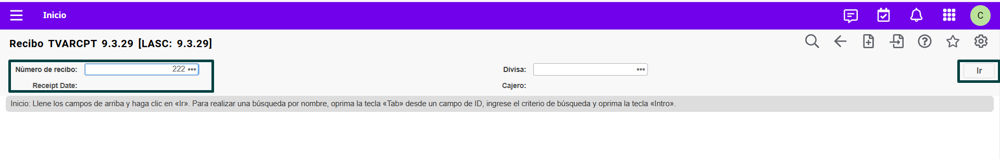 Inicio
C
Recibo TVARCPT 9.3.29 [LASC: 9.3.29]
Número de recibo: 222 ••• Divisa: ••• Ir
Receipt Date: Cajero:
Inicio: Llene los campos de arriba y haga clic en «Ir». Para realizar una búsqueda por nombre, oprima la tecla «Tab» desde un campo de ID, ingrese el criterio de búsqueda y oprima la tecla «Intro».